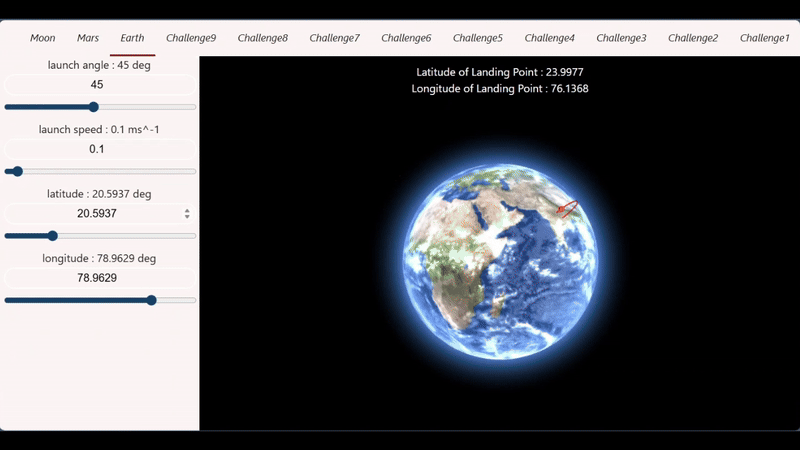 Moon Mars Earth Challenge9 Challenge8 Challenge7 Challenge6 Challenge5 Challenge4 Challenge3 Challenge2 Challenge1
launch angle : 45 deg
45
launch speed : 0.1 ms^-1
0.1
latitude : 20.5937 deg
20.5937
longitude : 78.9629 deg
78.9629
Latitude of Landing Point : 23.9977
Longitude of Landing Point : 76.1368